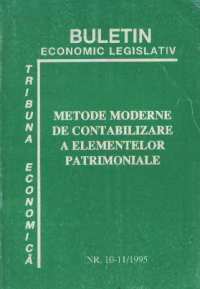 BULETIN
ECONOMIC LEGISLATIV
TRIBUNA ECONOMICĂ
METODE MODERNE
DE CONTABILIZARE
A ELEMENTELOR
PATRIMONIALE
NR. 10-11/1995